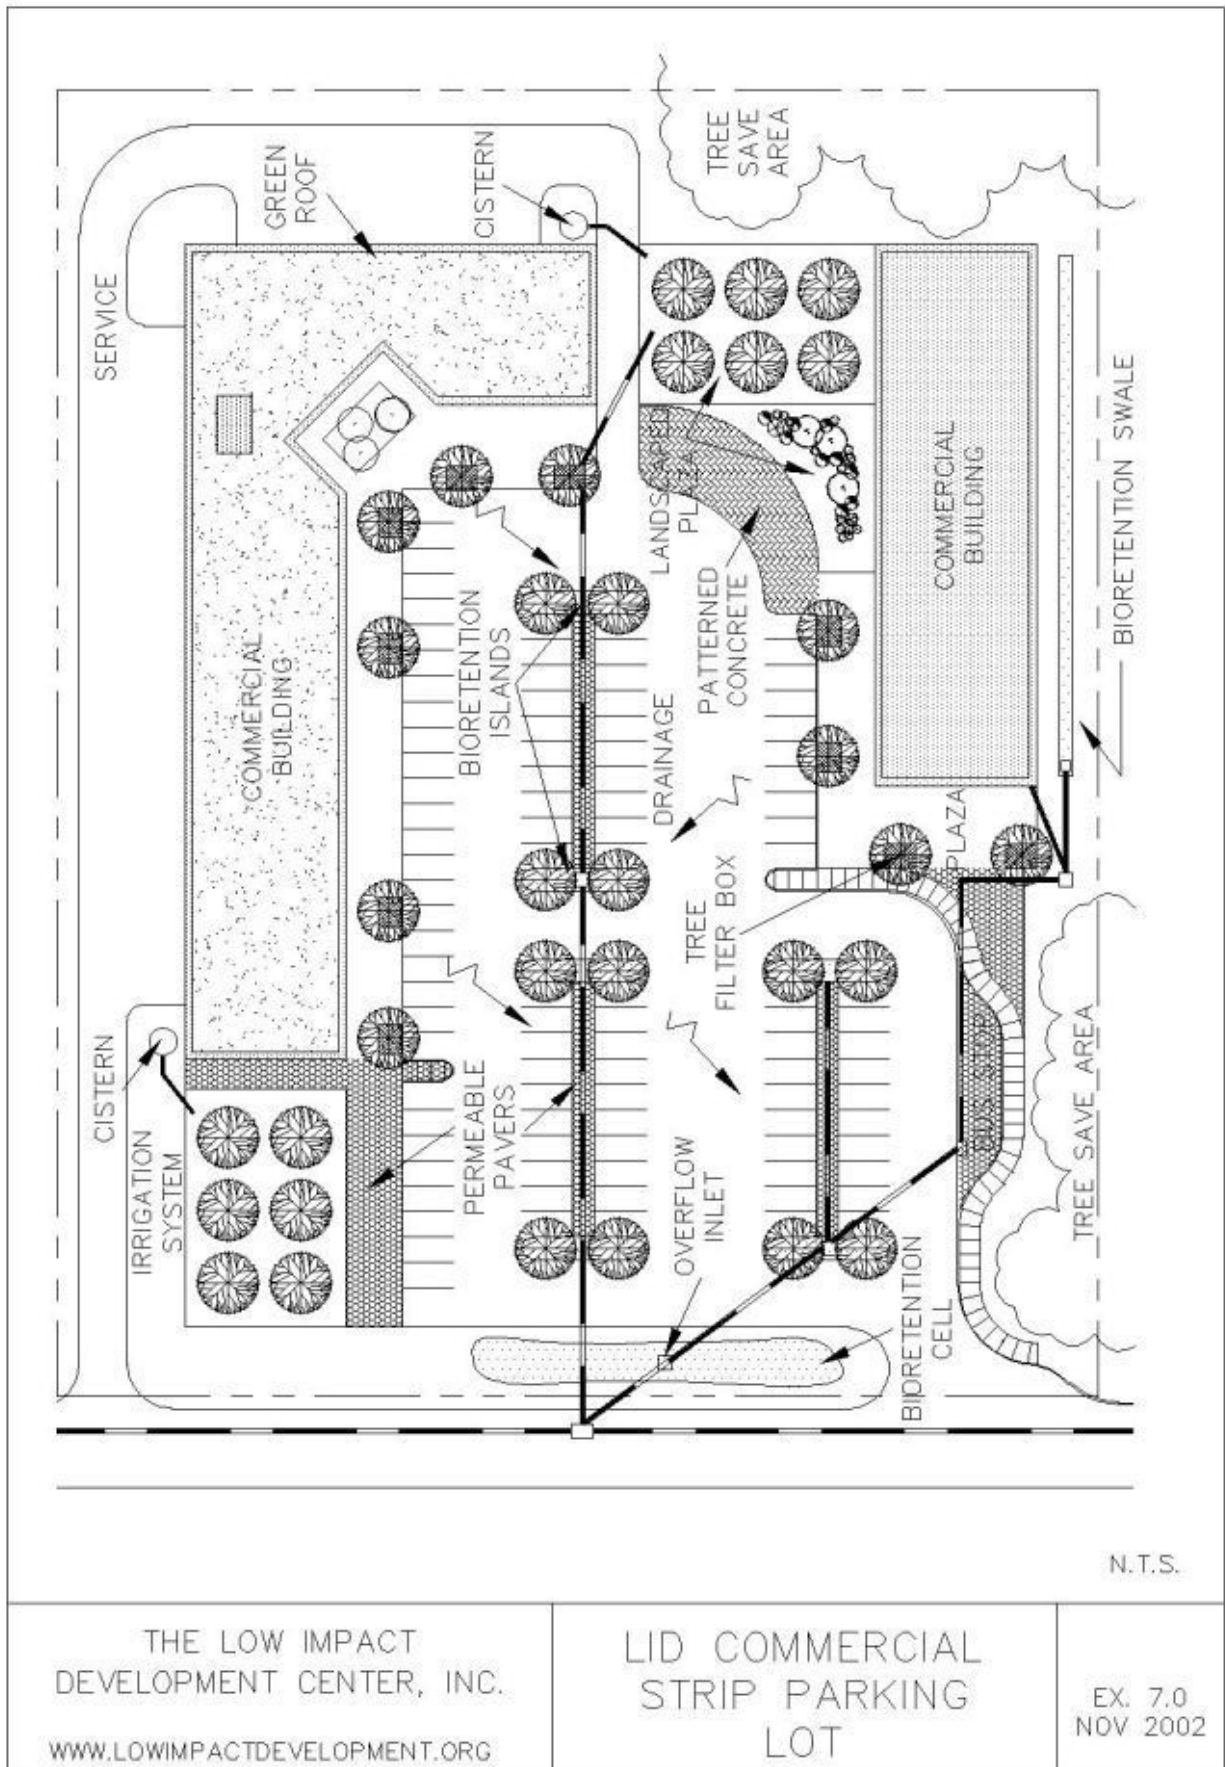 TREE
SAVE
AREA
GREEN
ROOF
CISTERN
SERVICE
BIORETENTION SWALE
COMMERCIAL
BUILDING
LANDSCAPED
PLAZA
PATTERNED
CONCRETE
BIORETENTION
ISLANDS
COMMERCIAL
BUILDING
DRAINAGE
PLAZA
TREE
FILTER BOX
BUS STOP
TREE SAVE AREA
CISTERN
IRRIGATION
SYSTEM
PERMEABLE
PAVERS
OVERFLOW
INLET
BIORETENTION
CELL
N.T.S.
THE LOW IMPACT
DEVELOPMENT CENTER, INC.
WWW.LOWIMPACTDEVELOPMENT.ORG
LID COMMERCIAL
STRIP PARKING
LOT
EX. 7.0
NOV 2002